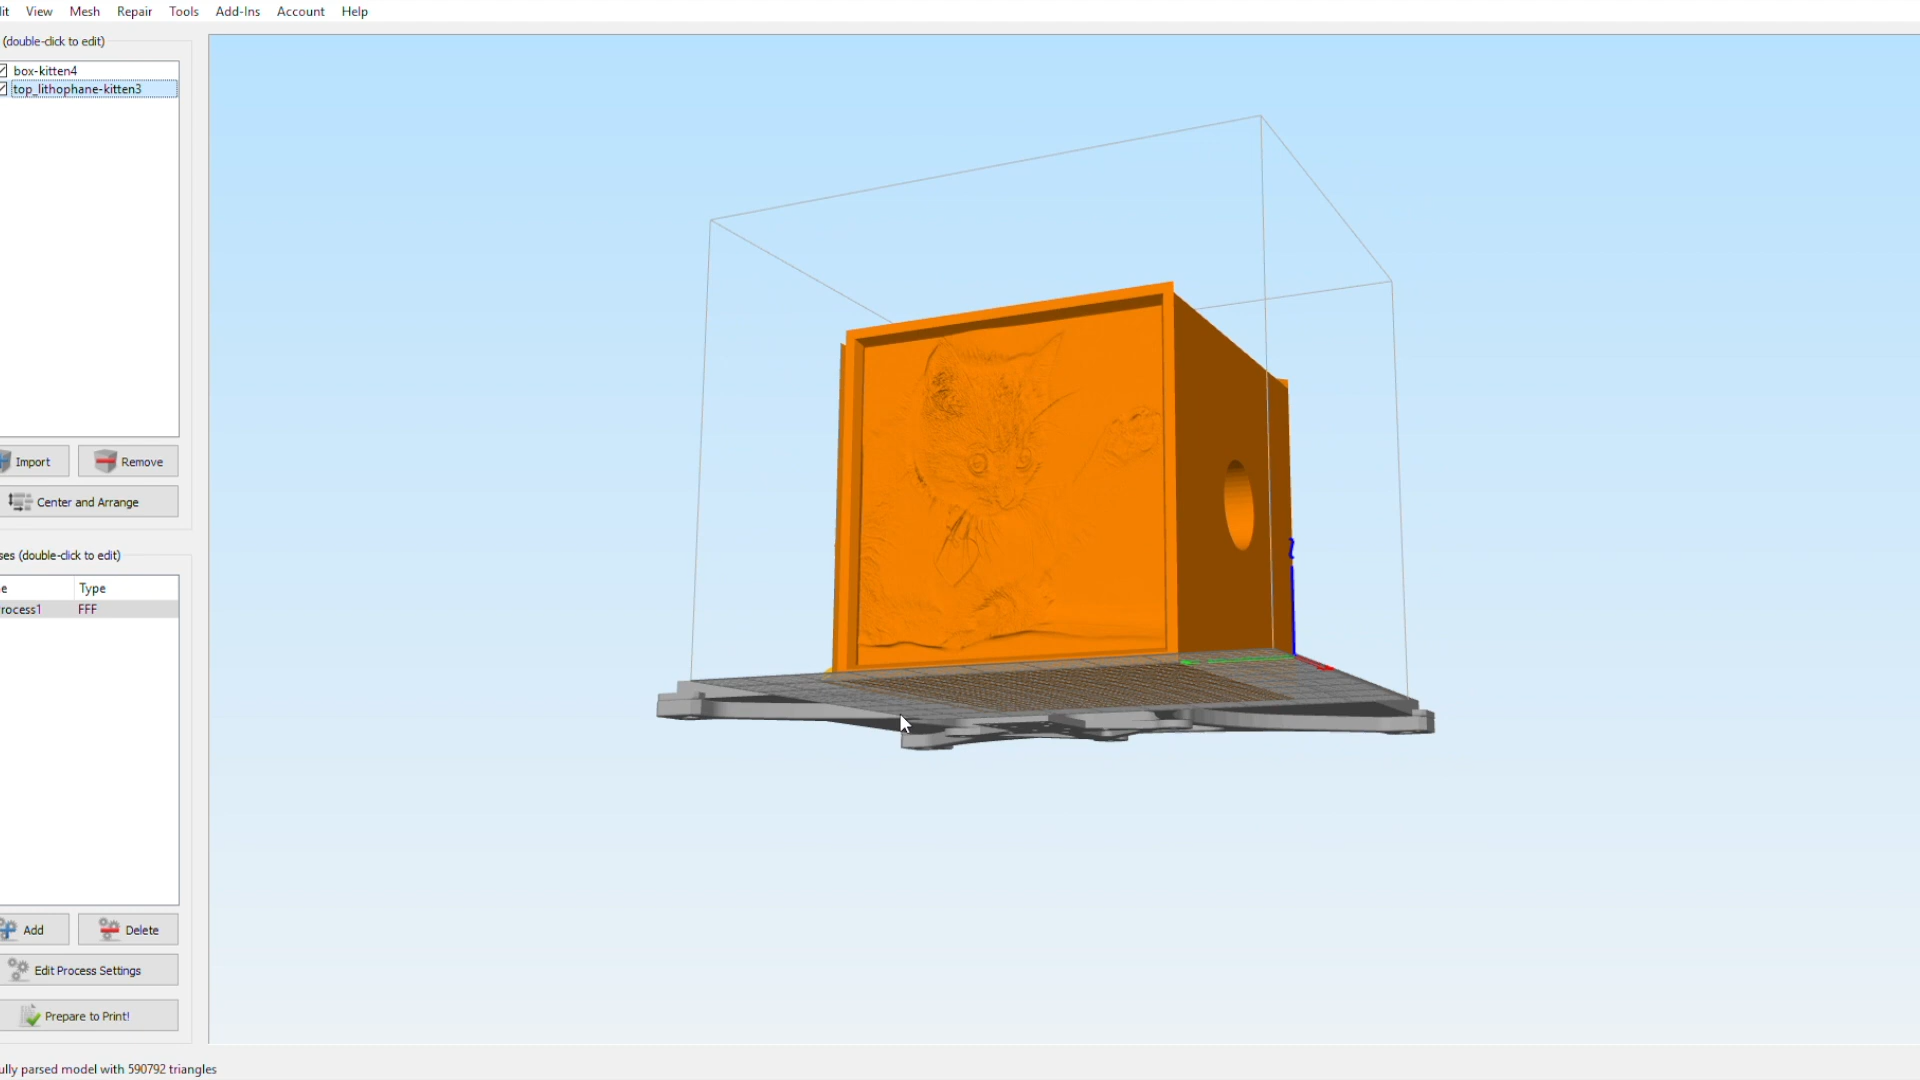 it View Mesh Repair Tools Add-Ins Account Help
(double-click to edit)
box-kitten4
top_lithophane-kitten3
Import Remove
Center and Arrange
ses (double-click to edit)
e Type
rocess1 FFF
Add Delete
Edit Process Settings
Prepare to Print!
ully parsed model with 590792 triangles